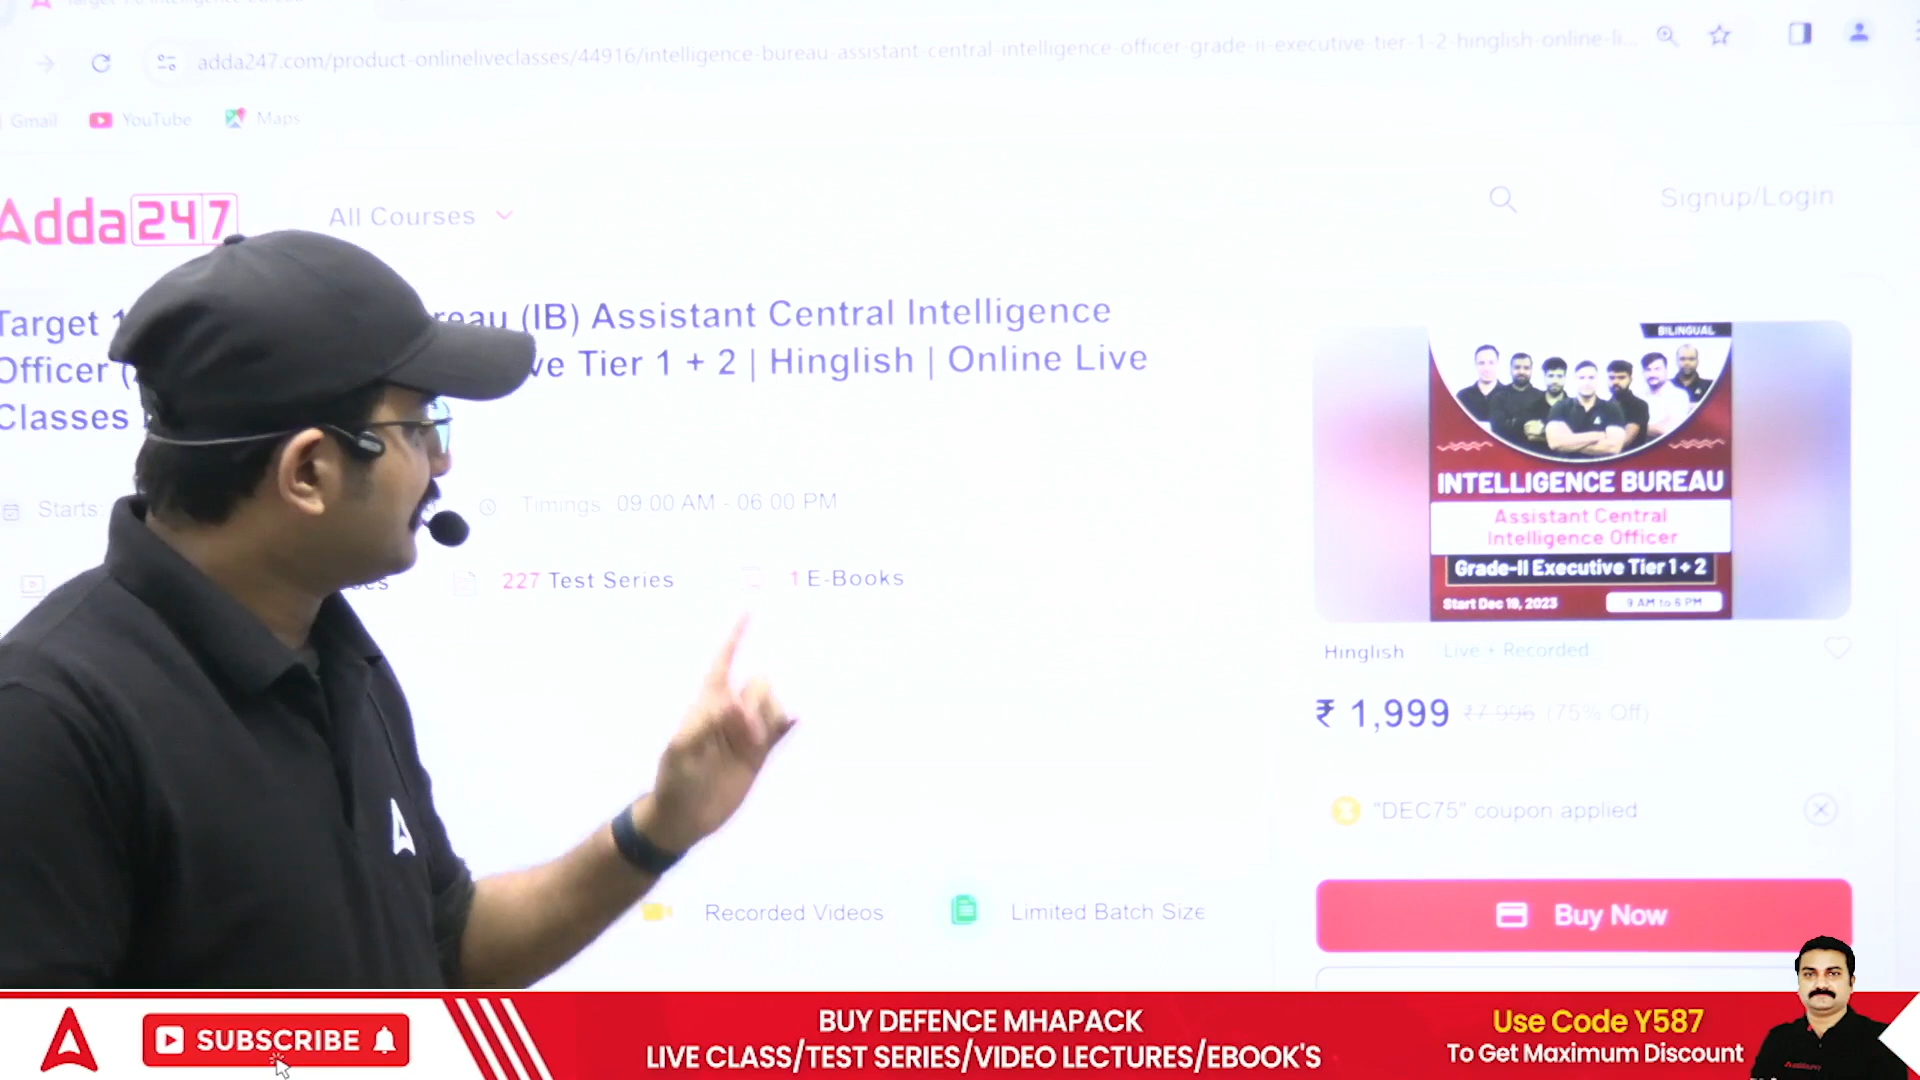 adda247.com/product-onlineliveclasses/44916/intelligence-bureau-assistant-central-intelligence-officer-grade-ii-executive-tier-1-2-hinglish-online-li...
Gmail
YouTube
Maps
Adda247
All Courses
Signup/Login
Target
(IB) Assistant Central Intelligence
Officer
Tier 1 + 2 | Hinglish | Online Live
Classes
Starts:
Timings 09:00 AM - 06:00 PM
227 Test Series
1 E-Books
Recorded Videos
Limited Batch Size
BILINGUAL
INTELLIGENCE BUREAU
Assistant Central
Intelligence Officer
Grade-II Executive Tier 1 + 2
Start Dec 19, 2023
9 AM to 6 PM
Hinglish
Live + Recorded
₹ 1,999 ₹7,996 (75% Off)
"DEC75" coupon applied
Buy Now
SUBSCRIBE
BUY DEFENCE MHAPACK
LIVE CLASS/TEST SERIES/VIDEO LECTURES/EBOOK'S
Use Code Y587
To Get Maximum Discount